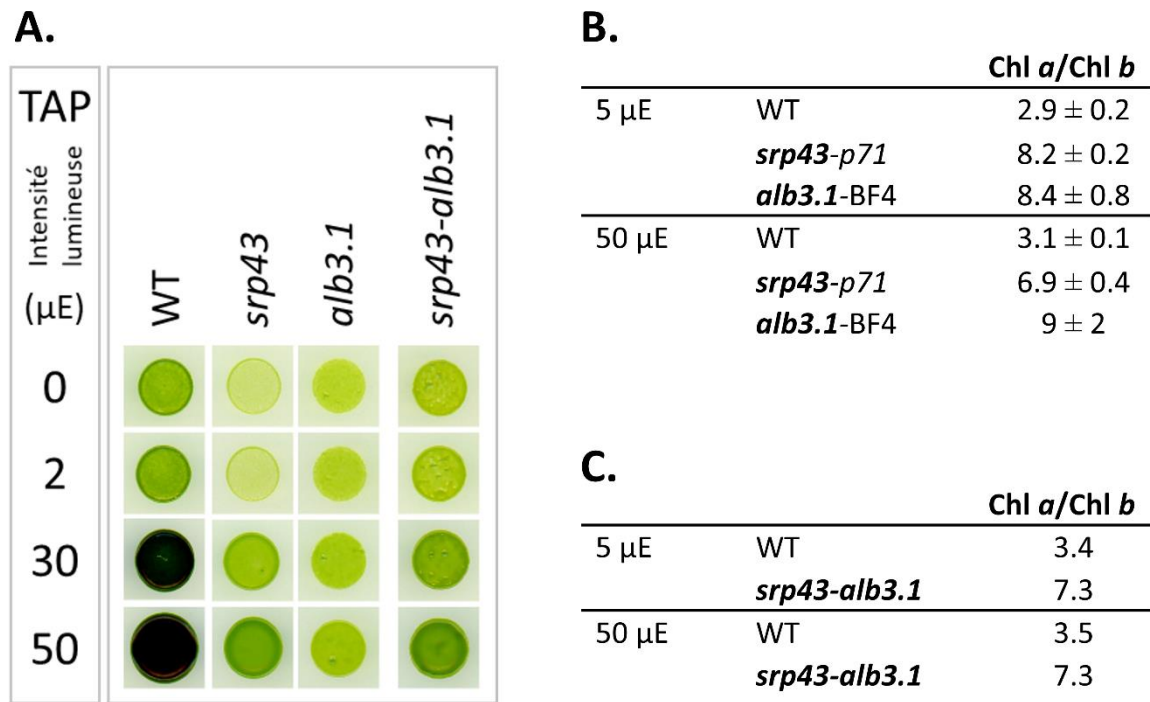 A.
TAP
Intensité
lumineuse
(µE)
WT
srp43
alb3.1
srp43-alb3.1
0
2
30
50
B.
Chl a/Chl b
5 µE WT 2.9 ± 0.2
srp43-p71 8.2 ± 0.2
alb3.1-BF4 8.4 ± 0.8
50 µE WT 3.1 ± 0.1
srp43-p71 6.9 ± 0.4
alb3.1-BF4 9 ± 2
C.
Chl a/Chl b
5 µE WT 3.4
srp43-alb3.1 7.3
50 µE WT 3.5
srp43-alb3.1 7.3